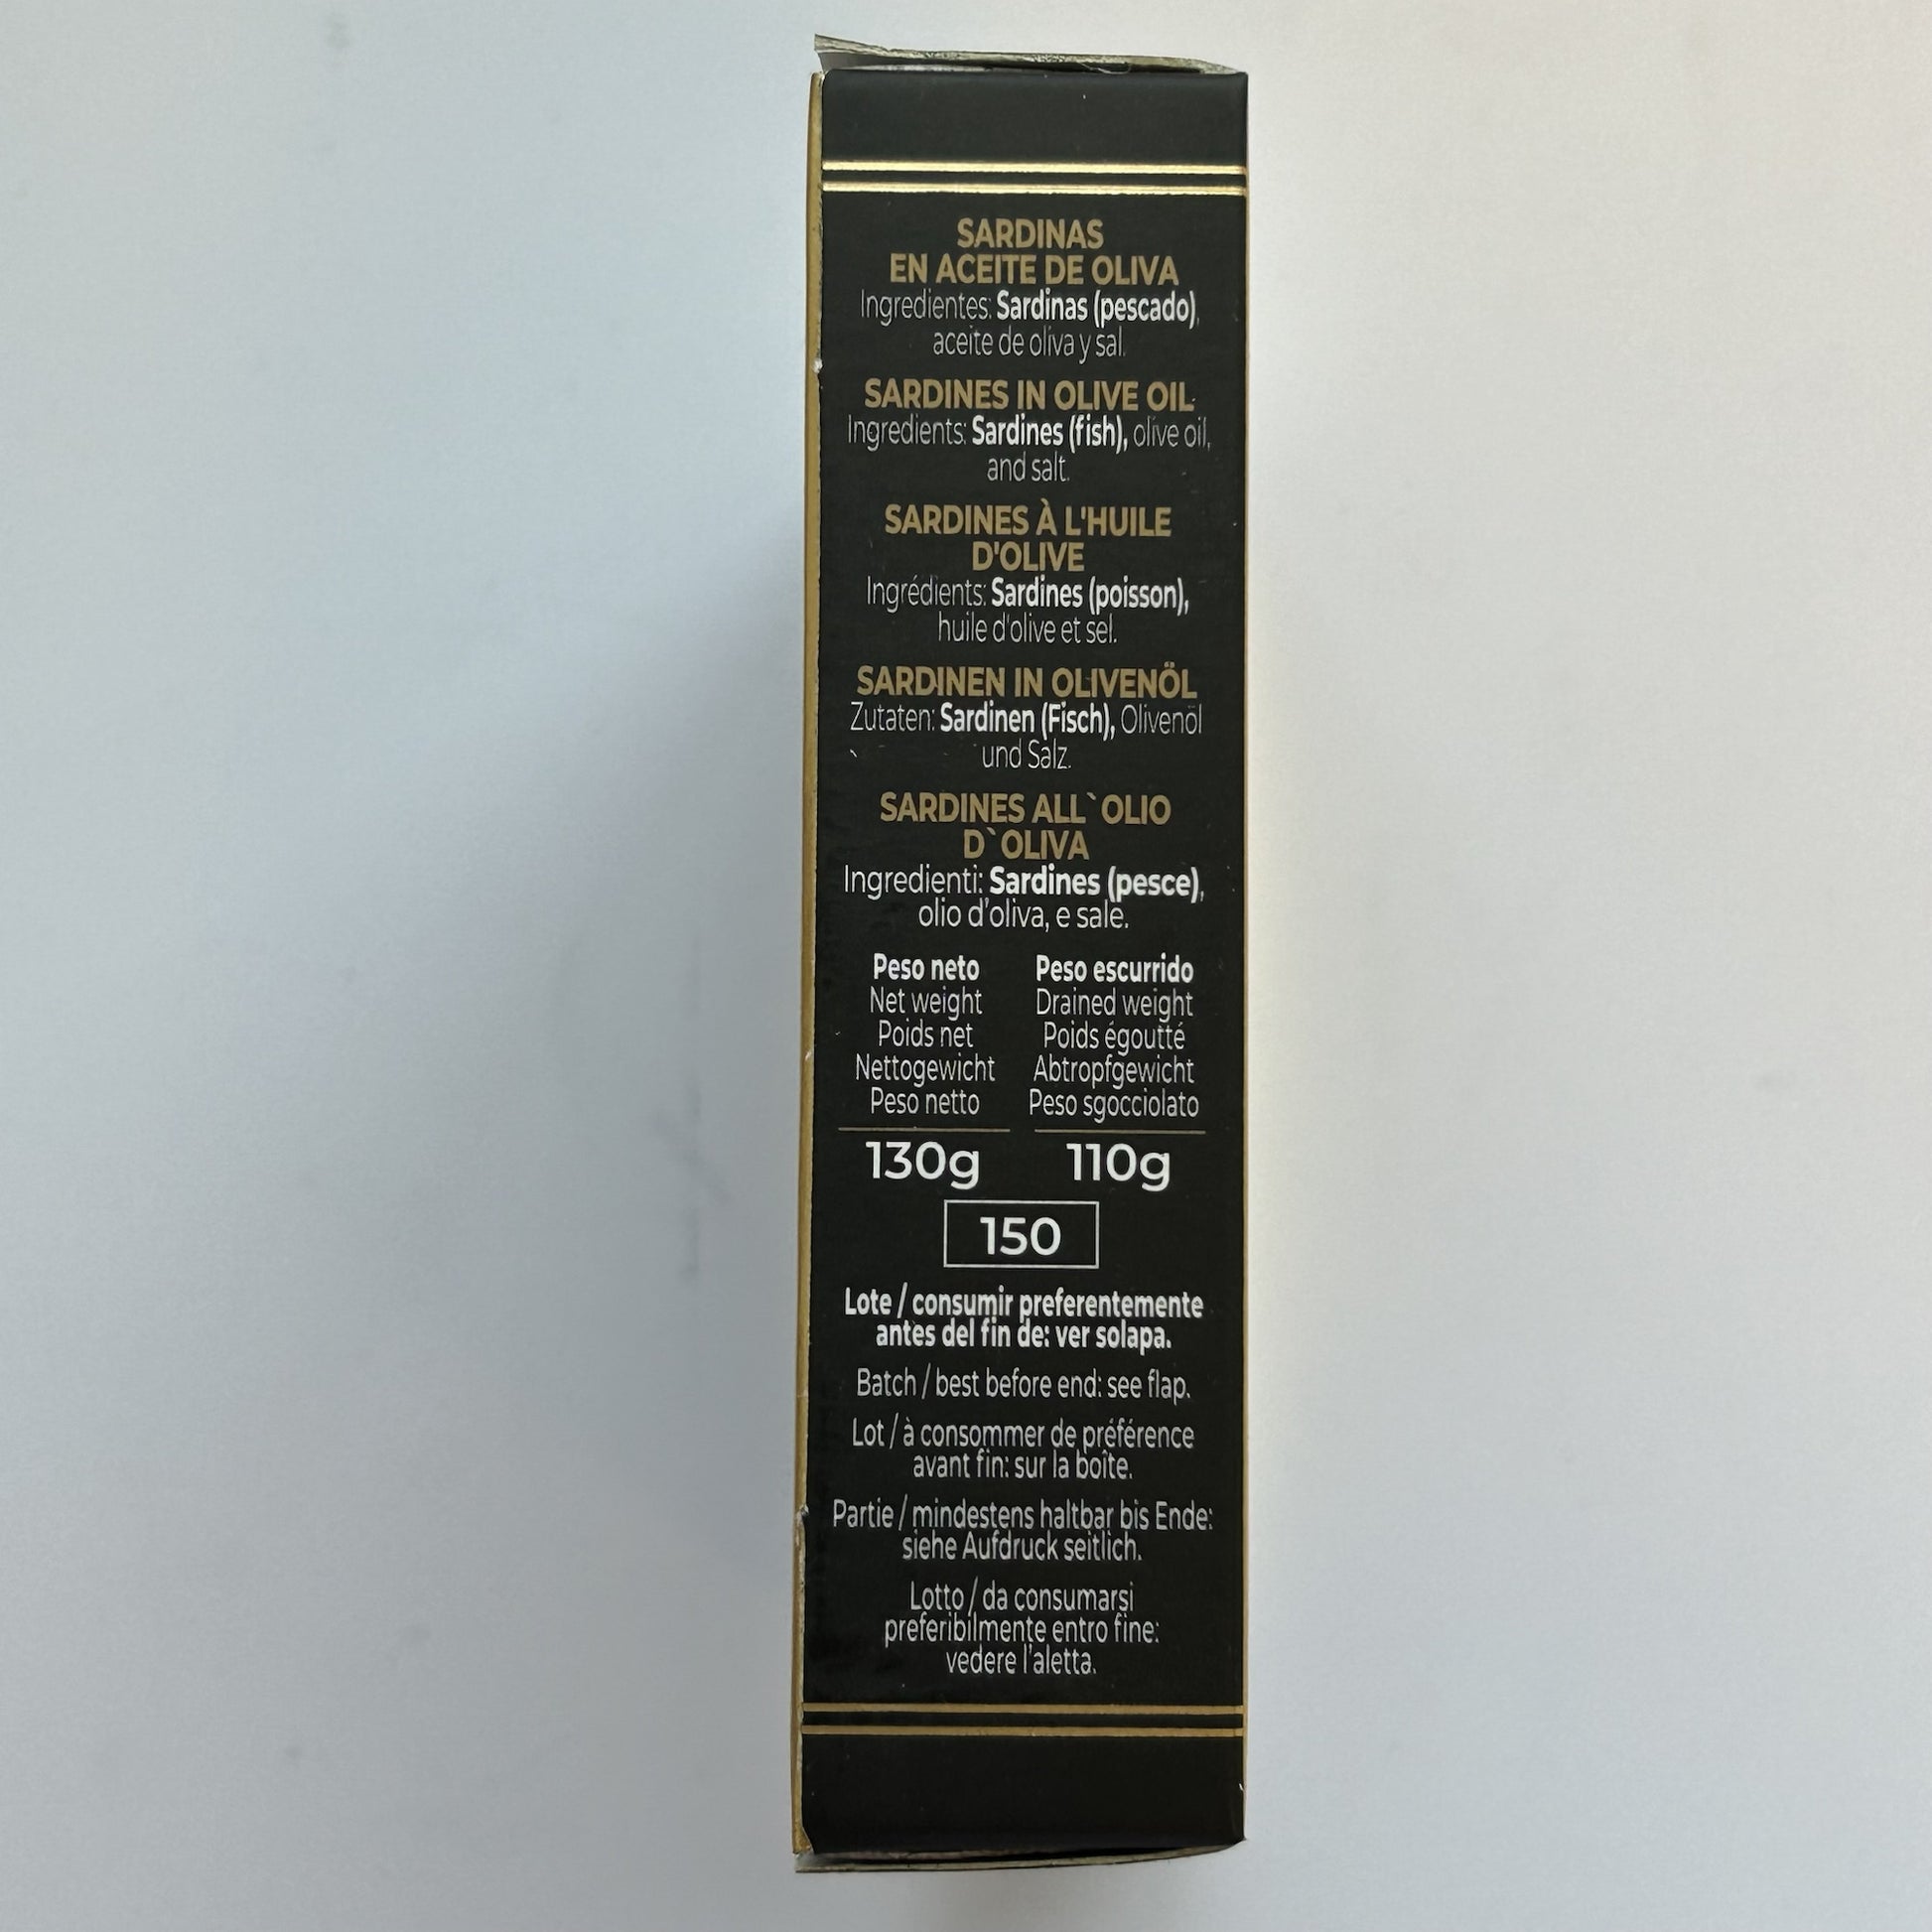 SARDINAS
EN ACEITE DE OLIVA
Ingredientes: Sardinas (pescado),
aceite de oliva y sal.
SARDINES IN OLIVE OIL
Ingredients: Sardines (fish), olive oil,
and salt.
SARDINES À L'HUILE
D'OLIVE
Ingrédients: Sardines (poisson),
huile d'olive et sel.
SARDINEN IN OLIVENÖL
Zutaten: Sardinen (Fisch), Olivenöl
und Salz.
SARDINES ALL`OLIO
D`OLIVA
Ingredienti: Sardines (pesce),
olio d'oliva, e sale.
Peso neto Peso escurrido
Net weight Drained weight
Poids net Poids égoutté
Nettogewicht Abtropfgewicht
Peso netto Peso sgocciolato
130g 110g
150
Lote / consumir preferentemente
antes del fin de: ver solapa.
Batch / best before end: see flap.
Lot / à consommer de préférence
avant fin: sur la boîte.
Partie / mindestens haltbar bis Ende:
siehe Aufdruck seitlich.
Lotto / da consumarsi
preferibilmente entro fine:
vedere l'aletta.